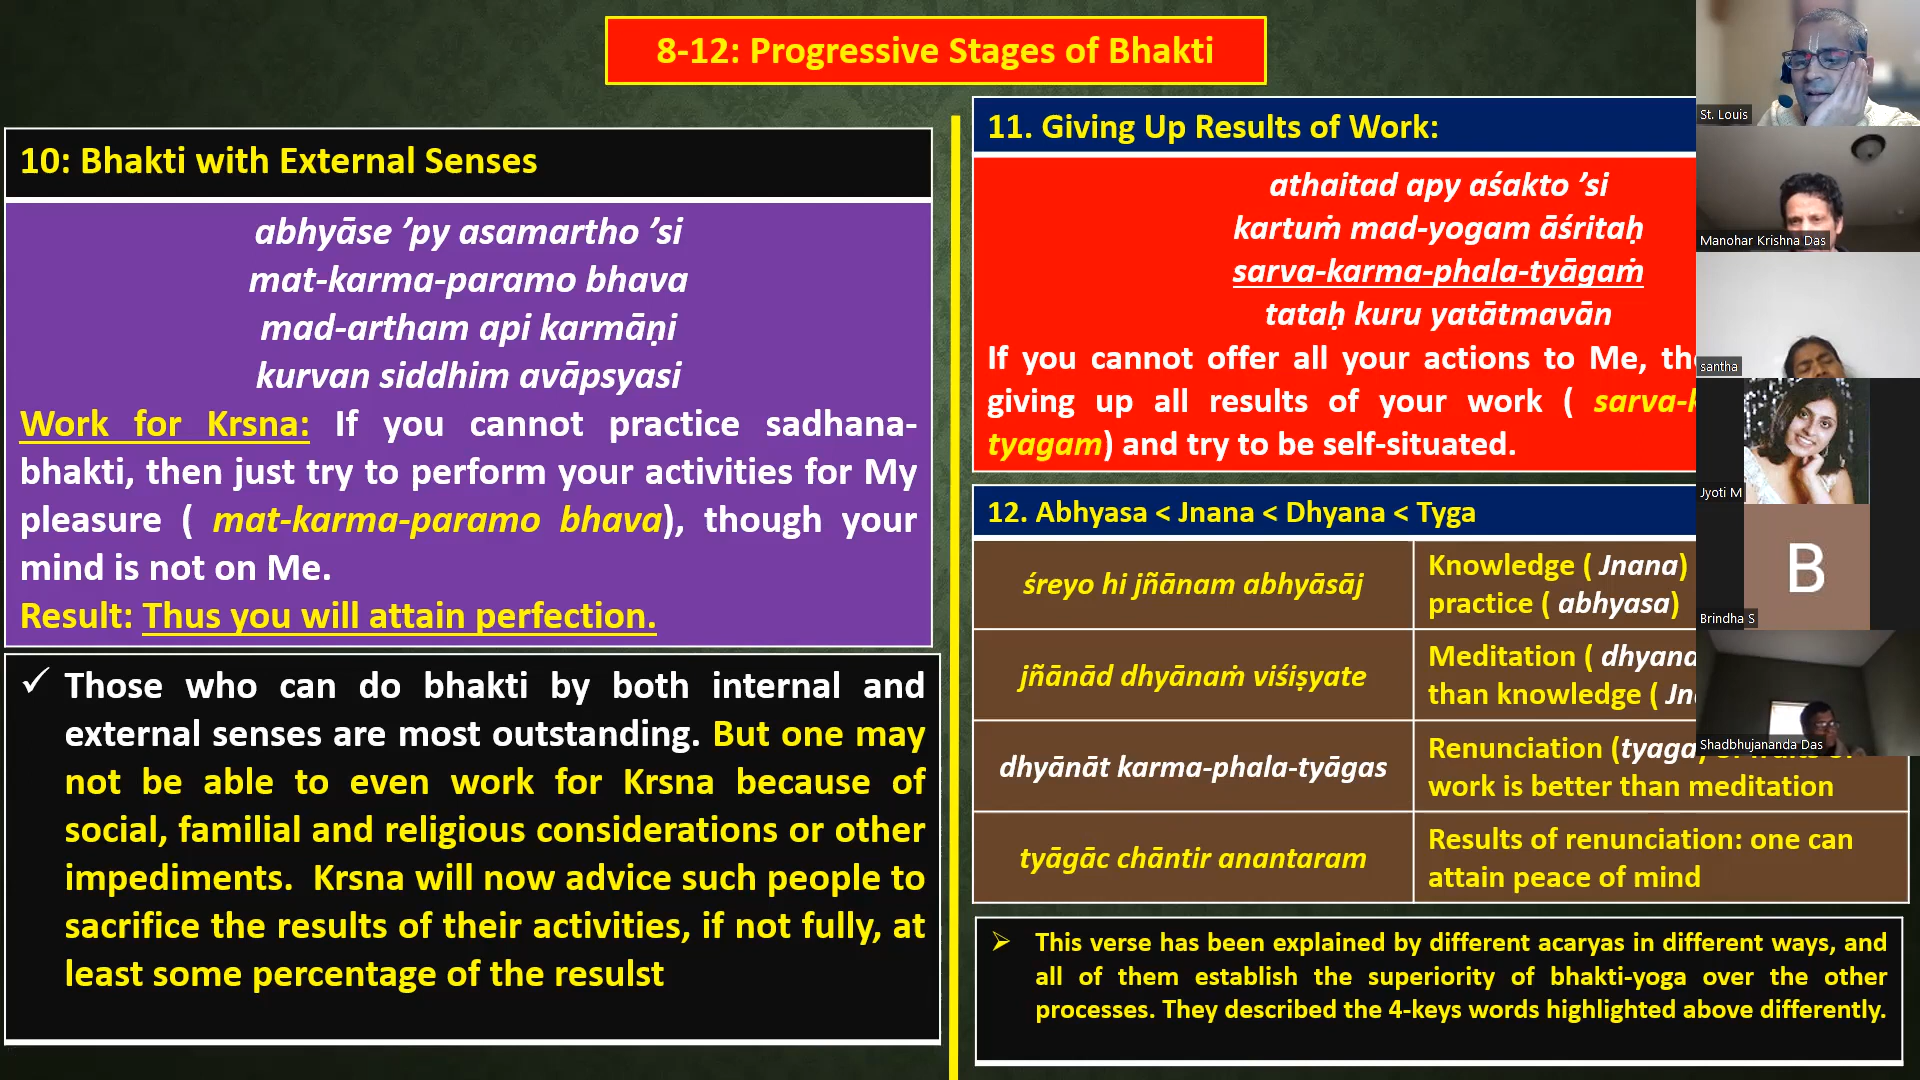 8-12: Progressive Stages of Bhakti
10: Bhakti with External Senses
abhyāse ’py asamartho ’si
mat-karma-paramo bhava
mad-artham api karmāṇi
kurvan siddhim avāpsyasi
Work for Krsna: If you cannot practice sadhana-
bhakti, then just try to perform your activities for My
pleasure ( mat-karma-paramo bhava), though your
mind is not on Me.
Result: Thus you will attain perfection.
✓ Those who can do bhakti by both internal and
external senses are most outstanding. But one may
not be able to even work for Krsna because of
social, familial and religious considerations or other
impediments.  Krsna will now advice such people to
sacrifice the results of their activities, if not fully, at
least some percentage of the resulst
11. Giving Up Results of Work:
athaitad apy aśakto ’si
kartuṁ mad-yogam āśritaḥ
sarva-karma-phala-tyāgaṁ
tataḥ kuru yatātmavān
If you cannot offer all your actions to Me,
giving up all results of your work ( sarva-
tyagam) and try to be self-situated.
12. Abhyasa < Jnana < Dhyana < Tyga
śreyo hi jñānam abhyāsāj
Knowledge ( Jnana)
practice ( abhyasa)
jñānād dhyānaṁ viśiṣyate
Meditation ( dhyana
than knowledge (
dhyānāt karma-phala-tyāgas
Renunciation (tyaga
work is better than meditation
tyāgāc chāntir anantaram
Results of renunciation: one can
attain peace of mind
➢ This verse has been explained by different acaryas in different ways, and
all of them establish the superiority of bhakti-yoga over the other
processes. They described the 4-keys words highlighted above differently.
St. Louis
Manohar Krishna Das
santha
Jyoti M
B
Brindha S
Shadbhujananda Das